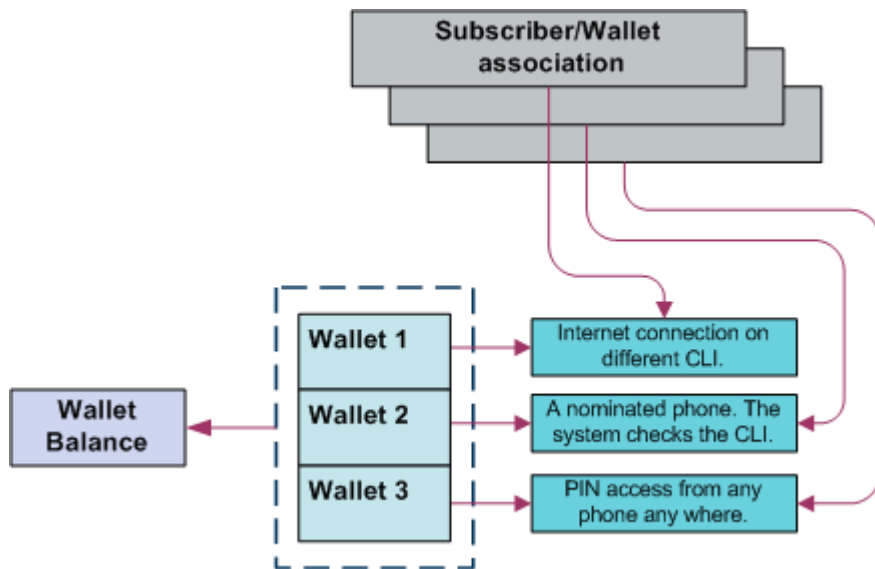 Subscriber/Wallet
association
Wallet 1
Internet connection on
different CLI.
Wallet
Balance
Wallet 2
A nominated phone. The
system checks the CLI.
Wallet 3
PIN access from any
phone any where.